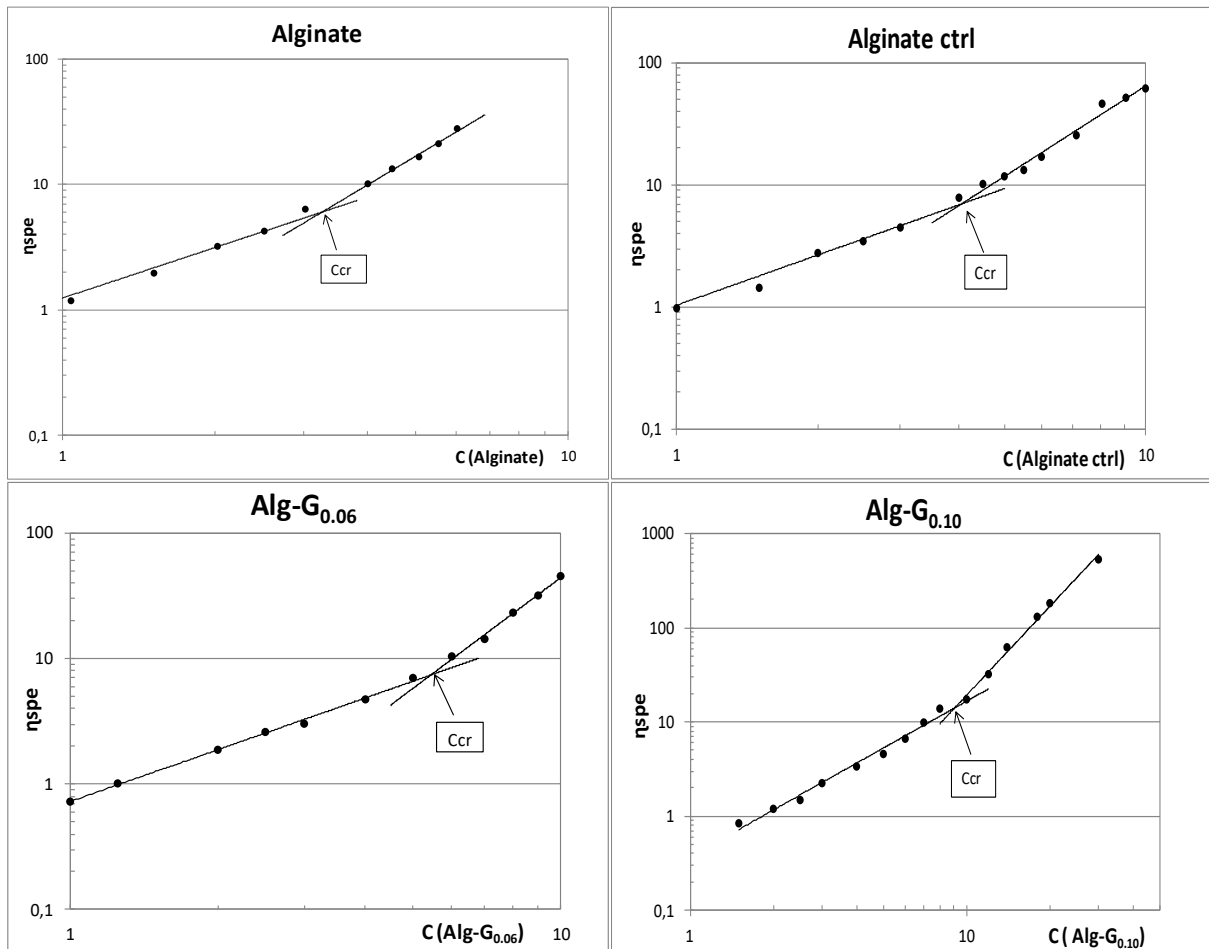 Alginate
100
10
1
0,1
ηspe
Ccr
1
C (Alginate)
10
Alginate ctrl
100
10
1
0,1
ηspe
Ccr
1
C (Alginate ctrl)
10
Alg-G0.06
100
10
1
0,1
ηspe
Ccr
1
C (Alg-G0.06)
10
Alg-G0.10
1000
100
10
1
0,1
ηspe
Ccr
1
10
C ( Alg-G0.10)